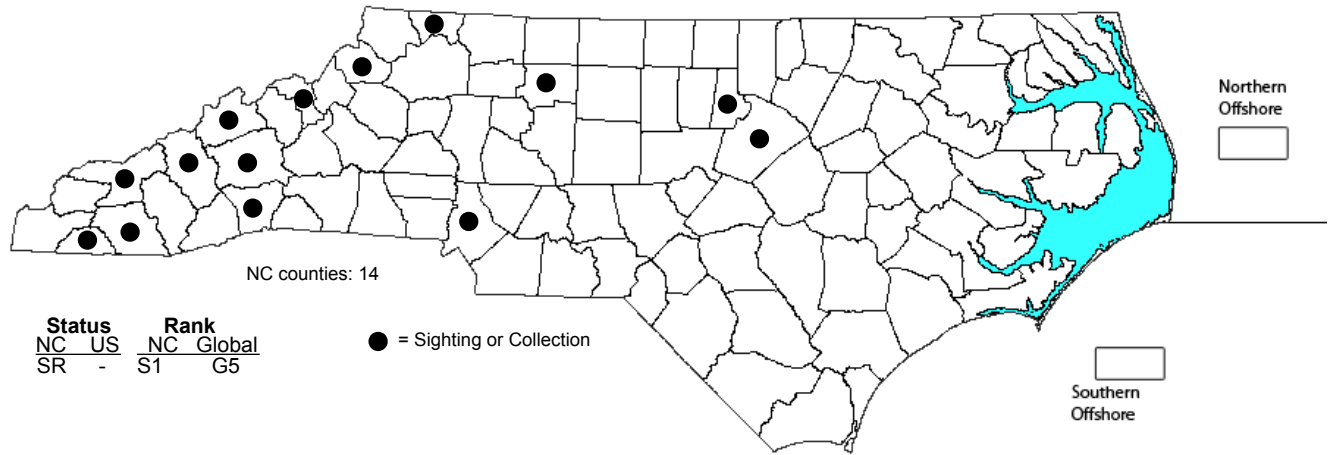 Northern
Offshore
NC counties: 14
Status Rank
NC US NC Global
SR - S1 G5
= Sighting or Collection
Southern
Offshore